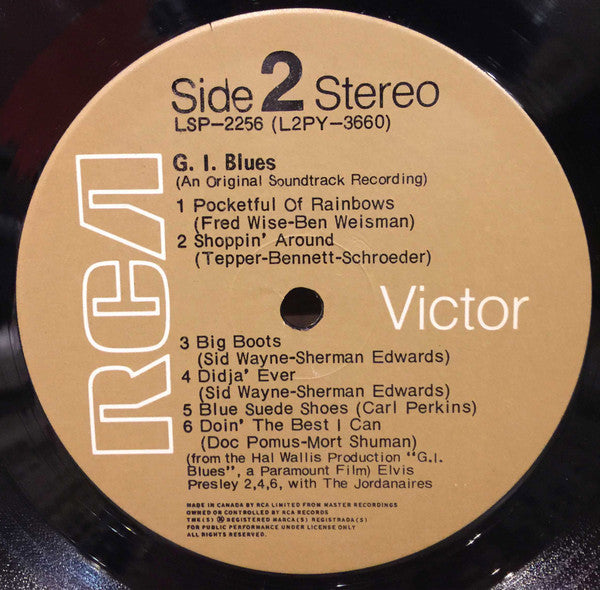 Side 2 Stereo
LSP-2256 (L2PY-3660)
G. I. Blues
(An Original Soundtrack Recording)
1 Pocketful Of Rainbows
(Fred Wise-Ben Weisman)
2 Shoppin' Around
(Tepper-Bennett-Schroeder)
RCA
Victor
3 Big Boots
(Sid Wayne-Sherman Edwards)
4 Didja' Ever
(Sid Wayne-Sherman Edwards)
5 Blue Suede Shoes (Carl Perkins)
6 Doin' The Best I Can
(Doc Pomus-Mort Shuman)
(from the Hal Wallis Production "G.I.
Blues", a Paramount Film) Elvis
Presley 2,4,6, with The Jordanaires
MADE IN CANADA BY RCA LIMITED FROM MASTER RECORDINGS
OWNED OR CONTROLLED BY RCA RECORDS
TMK(S) ® REGISTERED MARCA(S) REGISTRADA(S)
FOR PUBLIC PERFORMANCE UNDER LICENSE ONLY
ALL RIGHTS RESERVED.